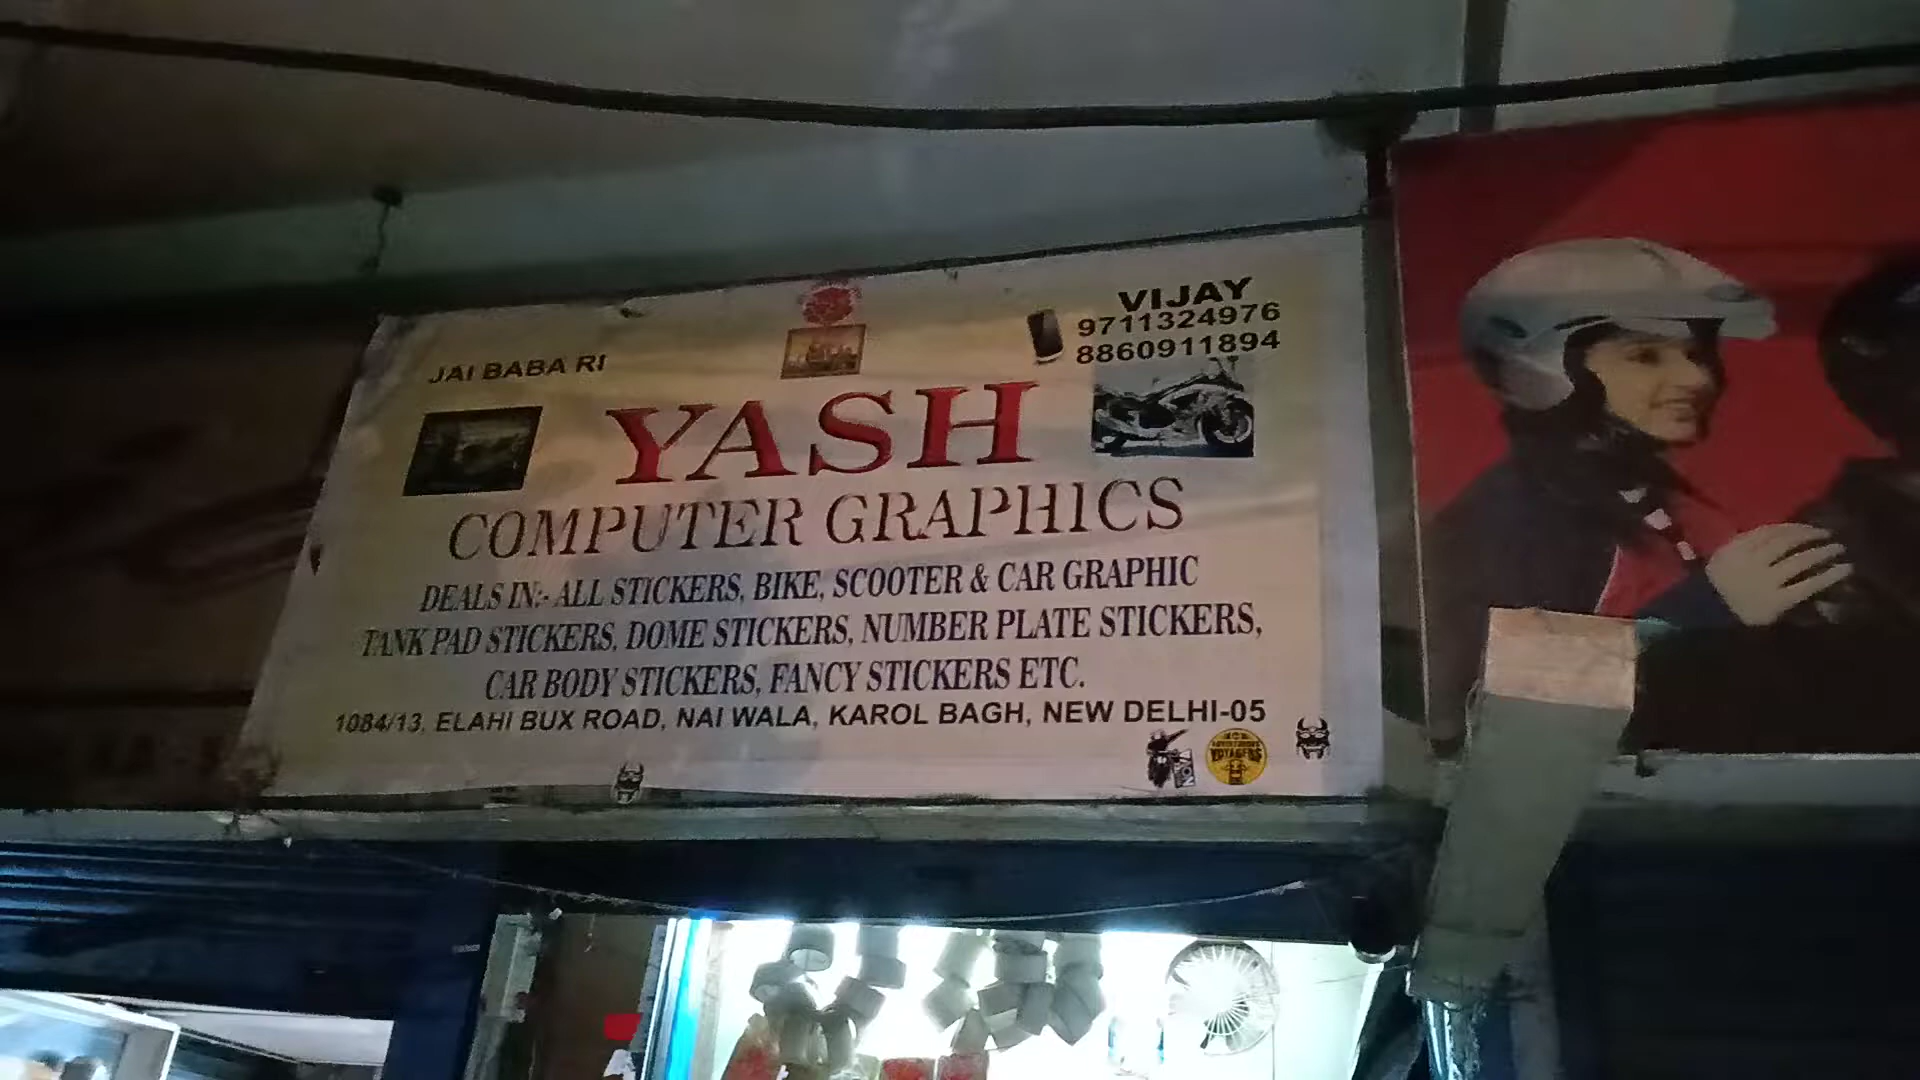 JAI BABA RI
VIJAY
9711324976
8860911894
YASH
COMPUTER GRAPHICS
DEALS IN:- ALL STICKERS, BIKE, SCOOTER & CAR GRAPHIC
TANK PAD STICKERS, DOME STICKERS, NUMBER PLATE STICKERS,
CAR BODY STICKERS, FANCY STICKERS ETC.
1084/13, ELAHI BUX ROAD, NAI WALA, KAROL BAGH, NEW DELHI-05
VOYAGERS